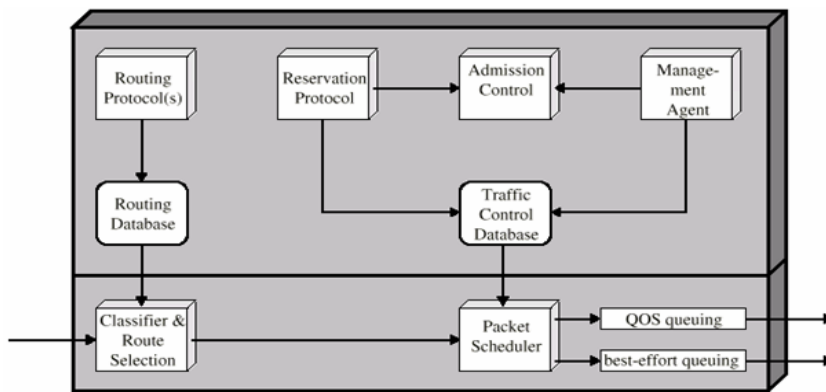 Routing
Protocol(s)
Reservation
Protocol
Admission
Control
Manage-
ment
Agent
Routing
Database
Traffic
Control
Database
Classifier &
Route
Selection
Packet
Scheduler
QOS queuing
best-effort queuing